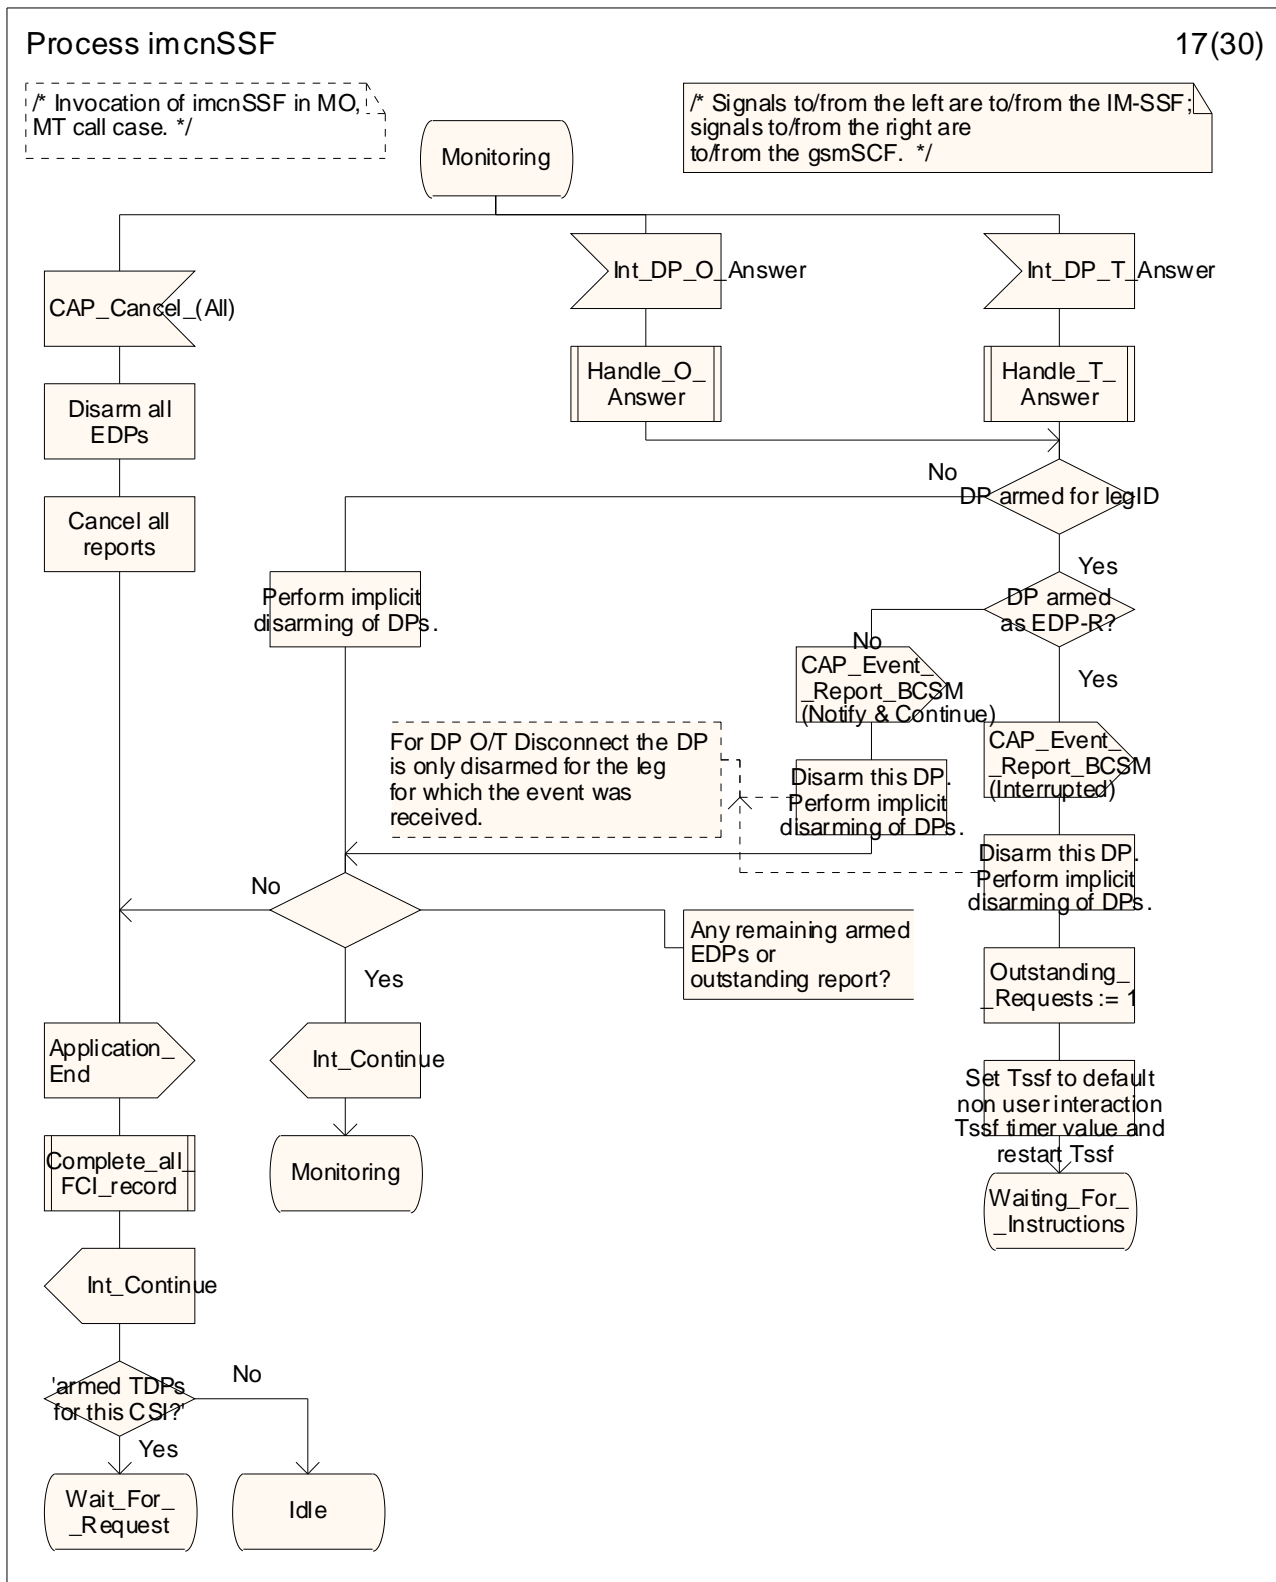 Process imcnSSF
17(30)
/* Invocation of imcnSSF in MO,
MT call case. */
/* Signals to/from the left are to/from the IM-SSF;
signals to/from the right are
to/from the gsmSCF. */
Monitoring
Int_DP_O_Answer
Int_DP_T_Answer
CAP_Cancel_(All)
Handle_O_
Answer
Handle_T_
Answer
Disarm all
EDPs
No
DP armed for legID
Cancel all
reports
Yes
Perform implicit
disarming of DPs.
DP armed
as EDP-R?
No
CAP_Event_
_Report_BCSM
(Notify & Continue)
Yes
CAP_Event_
_Report_BCSM
(Interrupted)
For DP O/T Disconnect the DP
is only disarmed for the leg
for which the event was
received.
Disarm this DP.
Perform implicit
disarming of DPs.
Disarm this DP.
Perform implicit
disarming of DPs.
No
Any remaining armed
EDPs or
outstanding report?
Yes
Outstanding_
_Requests := 1
Application_
End
Int_Continue
Set Tssf to default
non user interaction
Tssf timer value and
restart Tssf
Complete_all_
FCI_record
Monitoring
Waiting_For_
_Instructions
Int_Continue
'armed TDPs
for this CSI?'
No
Yes
Wait_For_
_Request
Idle